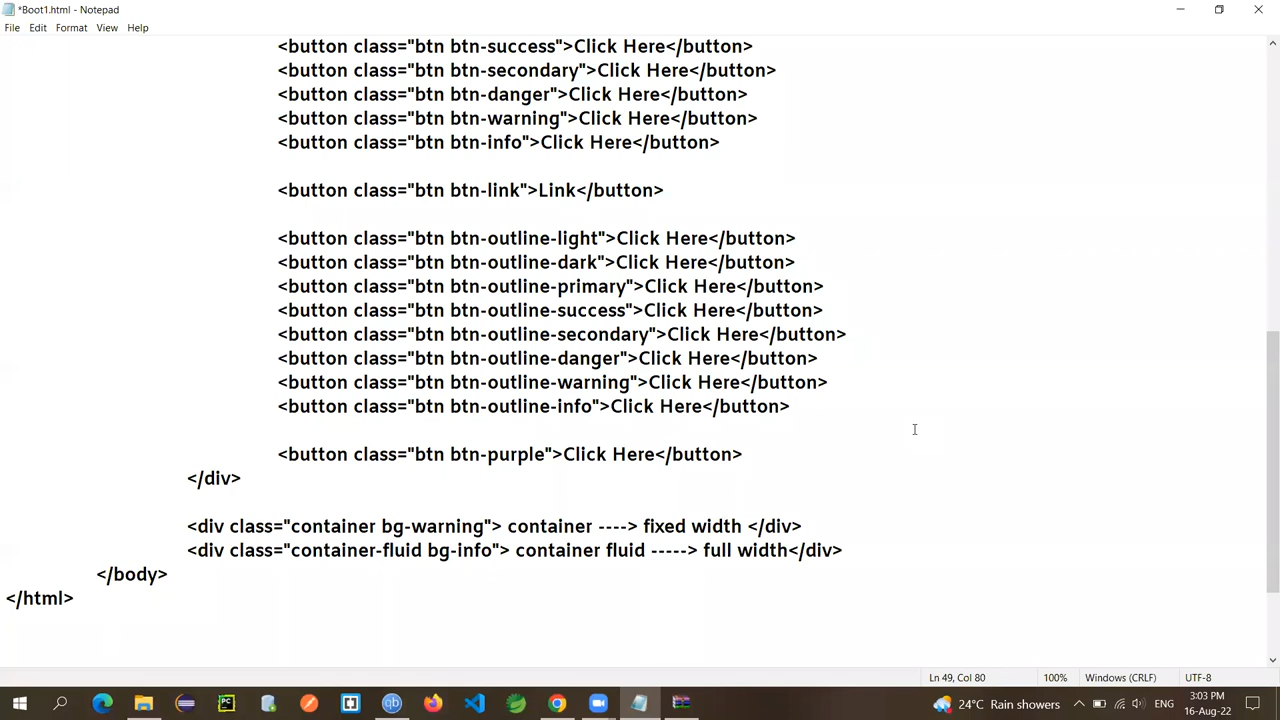 *Boot1.html - Notepad
File Edit Format View Help
<button class="btn btn-success">Click Here</button>
<button class="btn btn-secondary">Click Here</button>
<button class="btn btn-danger">Click Here</button>
<button class="btn btn-warning">Click Here</button>
<button class="btn btn-info">Click Here</button>
<button class="btn btn-link">Link</button>
<button class="btn btn-outline-light">Click Here</button>
<button class="btn btn-outline-dark">Click Here</button>
<button class="btn btn-outline-primary">Click Here</button>
<button class="btn btn-outline-success">Click Here</button>
<button class="btn btn-outline-secondary">Click Here</button>
<button class="btn btn-outline-danger">Click Here</button>
<button class="btn btn-outline-warning">Click Here</button>
<button class="btn btn-outline-info">Click Here</button>
<button class="btn btn-purple">Click Here</button>
</div>
<div class="container bg-warning"> container ----> fixed width </div>
<div class="container-fluid bg-info"> container fluid -----> full width</div>
</body>
</html>
Ln 49, Col 80 100% Windows (CRLF) UTF-8
PC qb 24°C Rain showers ENG 3:03 PM
16-Aug-22